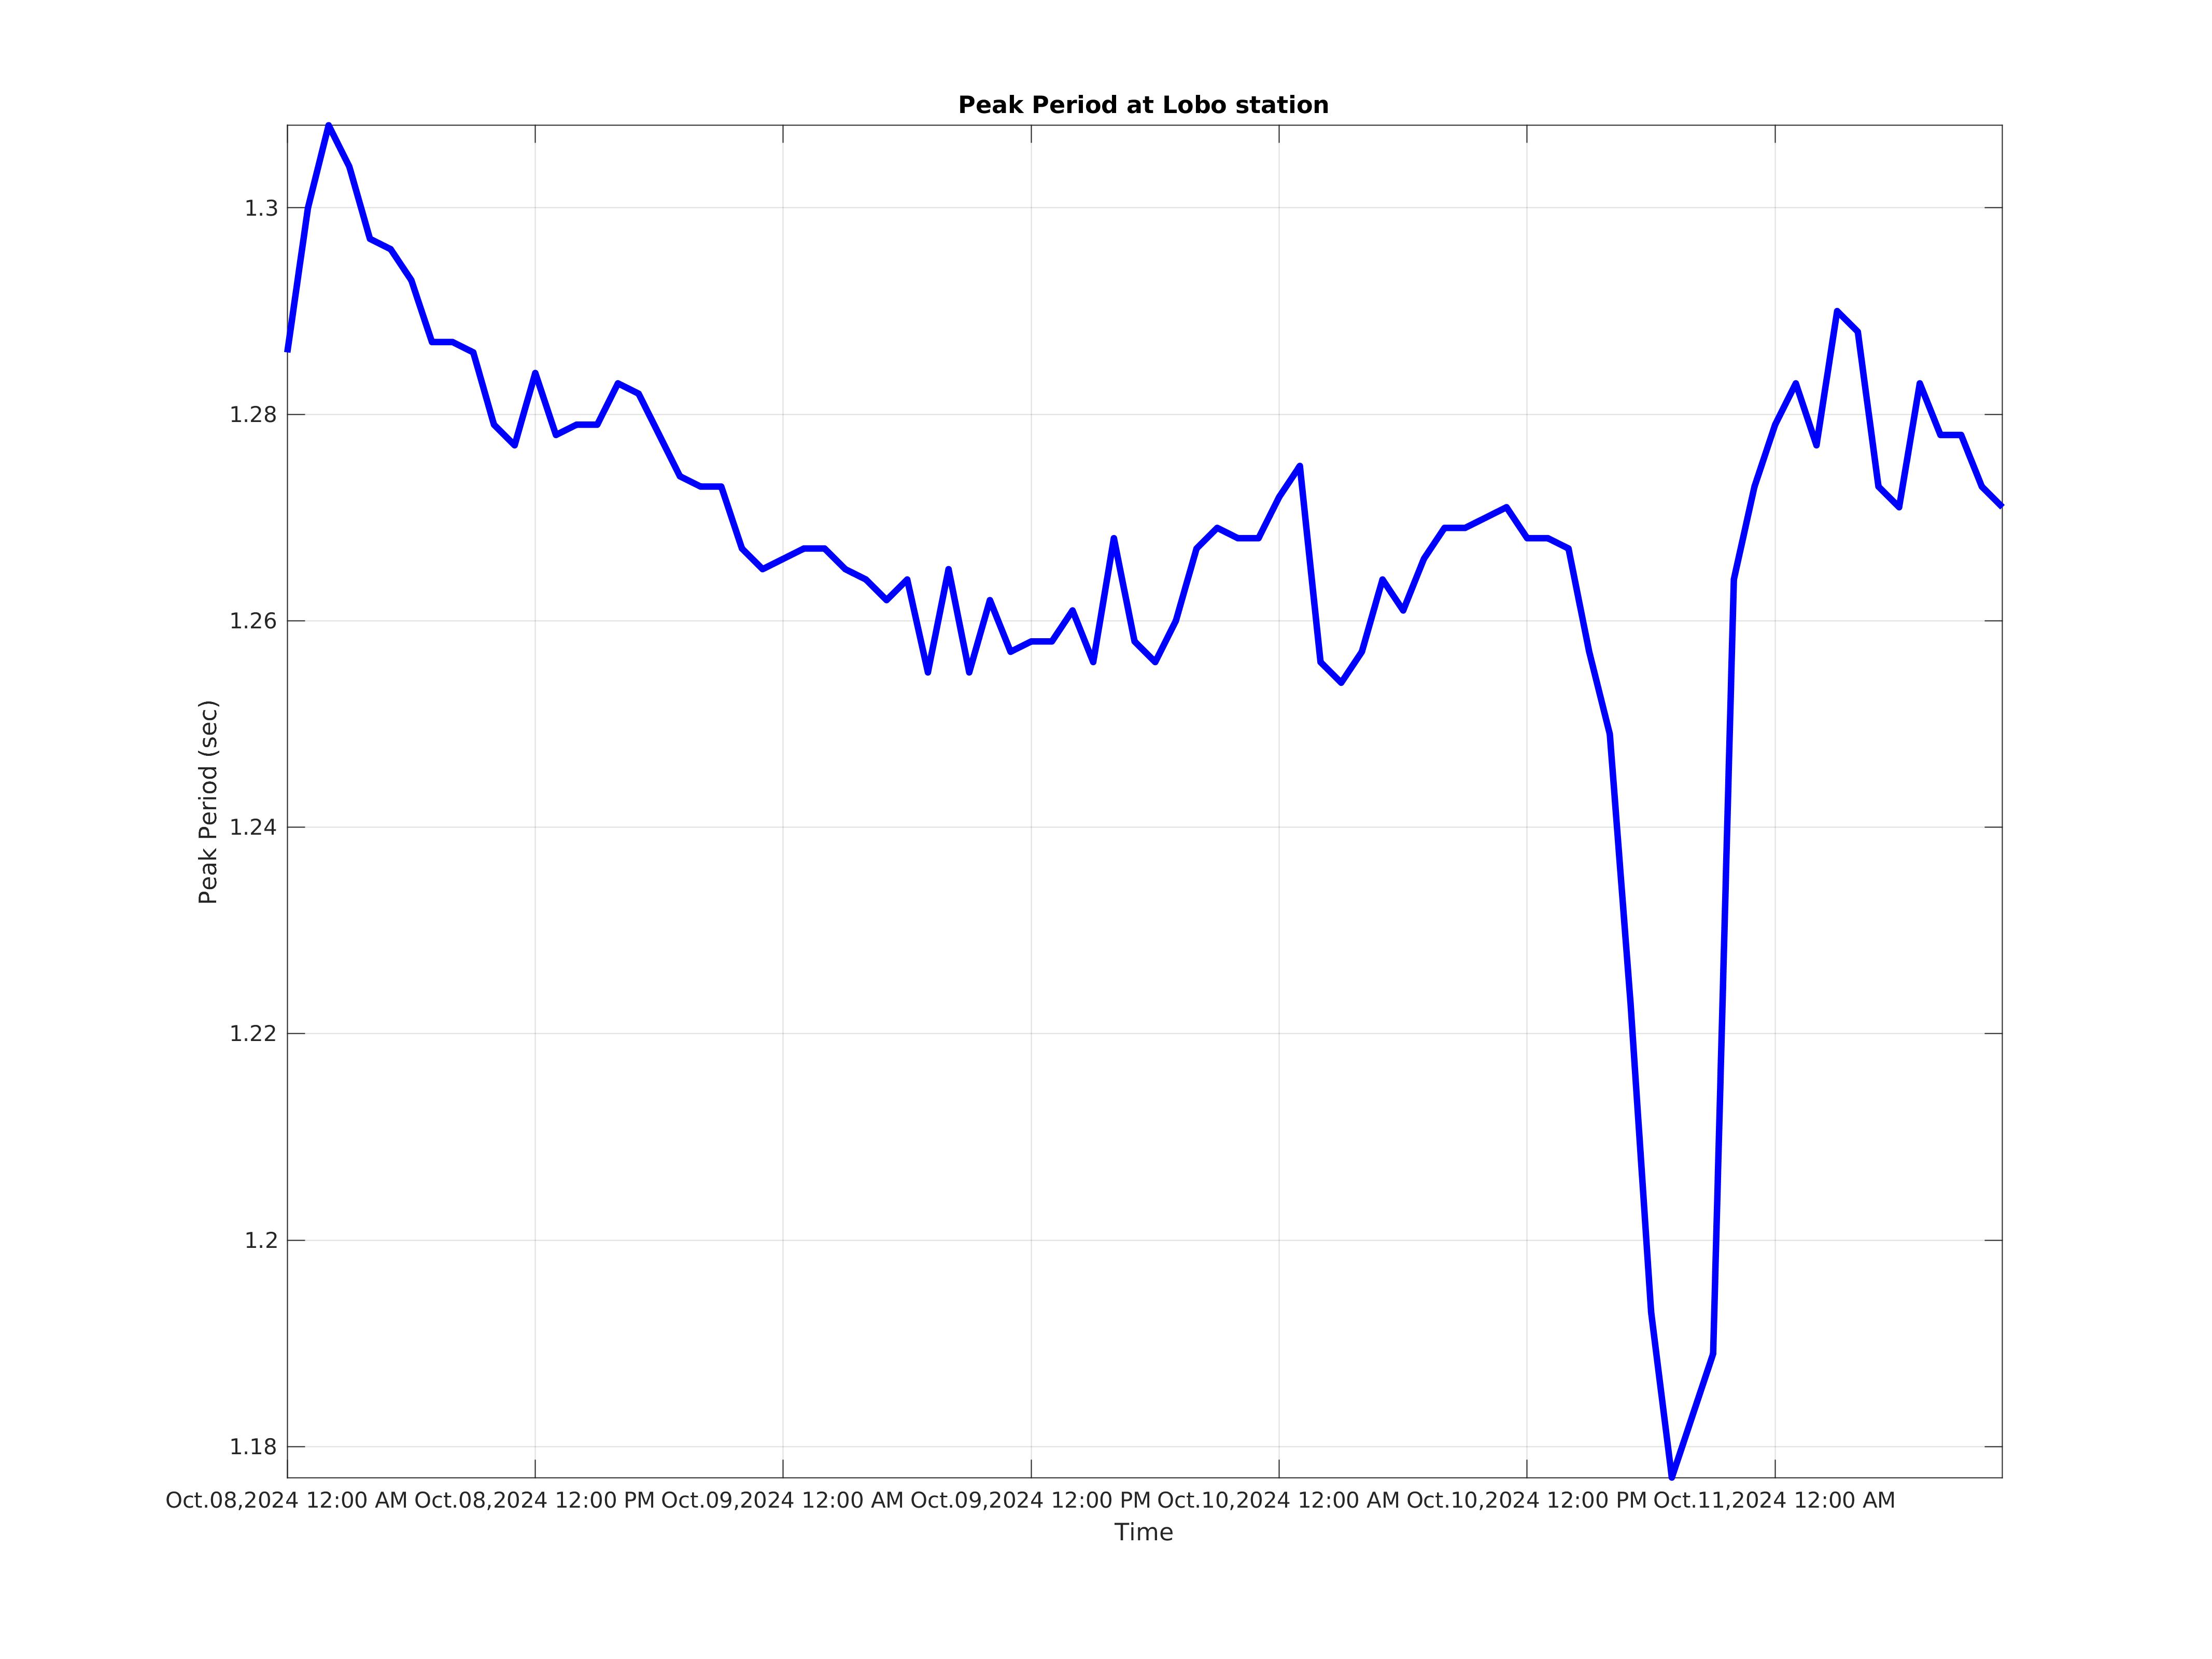 Peak Period at Lobo station
Peak Period (sec)
1.3
1.28
1.26
1.24
1.22
1.2
1.18
Oct.08,2024 12:00 AM Oct.08,2024 12:00 PM Oct.09,2024 12:00 AM Oct.09,2024 12:00 PM Oct.10,2024 12:00 AM Oct.10,2024 12:00 PM Oct.11,2024 12:00 AM
Time